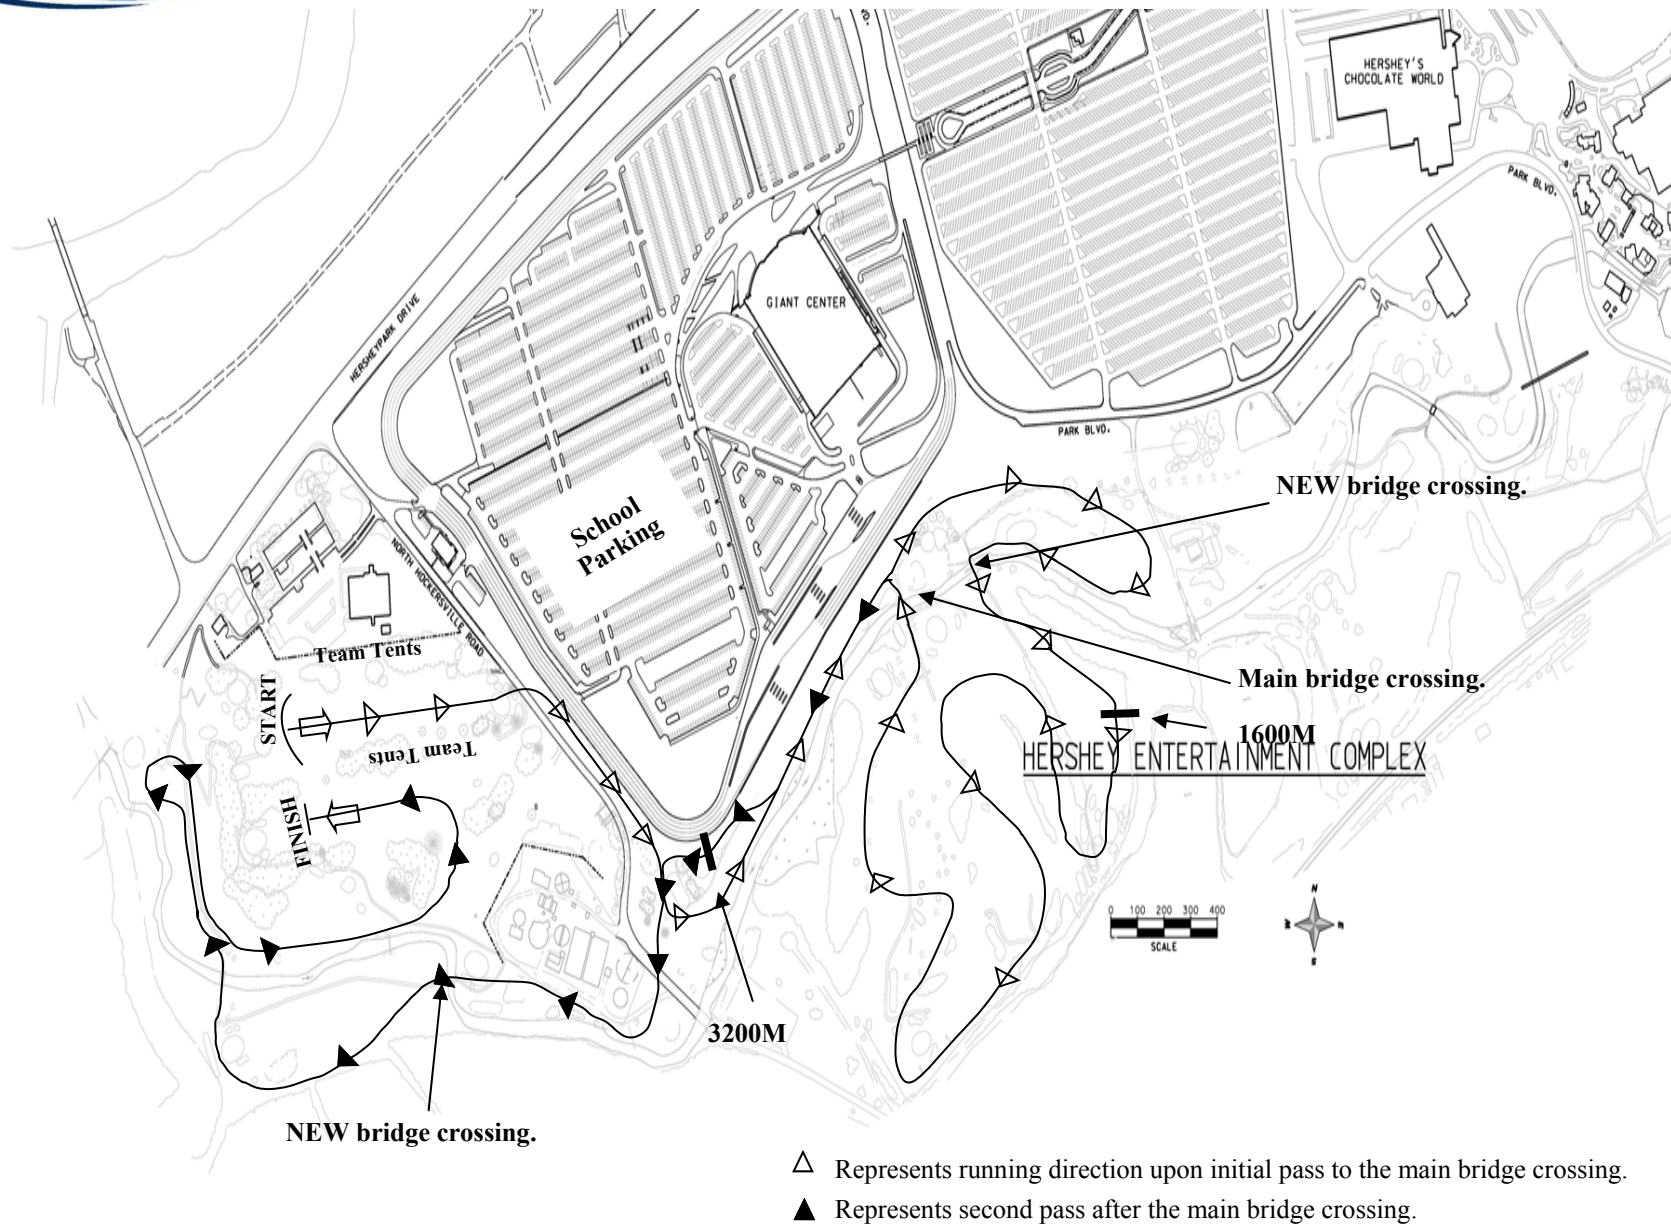 HERSHEY'S
CHOCOLATE WORLD
PARK BLVD.
GIANT CENTER
HERSHEYPARK DRIVE
PARK BLVD.
NEW bridge crossing.
School
Parking
NORTH HOCKERSVILLE ROAD
Team Tents
START
Team Tents
Main bridge crossing.
1600M
HERSHEY ENTERTAINMENT COMPLEX
FINISH
0 100 200 300 400
SCALE
N
W E
S
3200M
NEW bridge crossing.
Represents running direction upon initial pass to the main bridge crossing.
Represents second pass after the main bridge crossing.